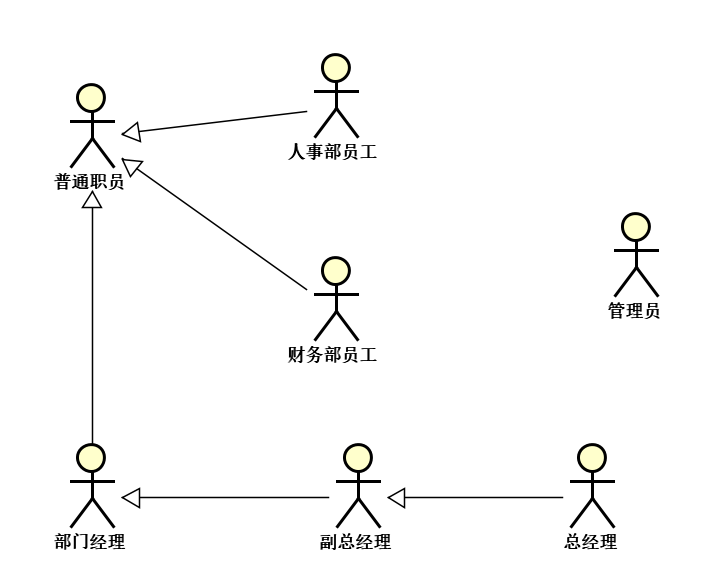 人事部员工
普通职员
管理员
财务部员工
部门经理
副总经理
总经理